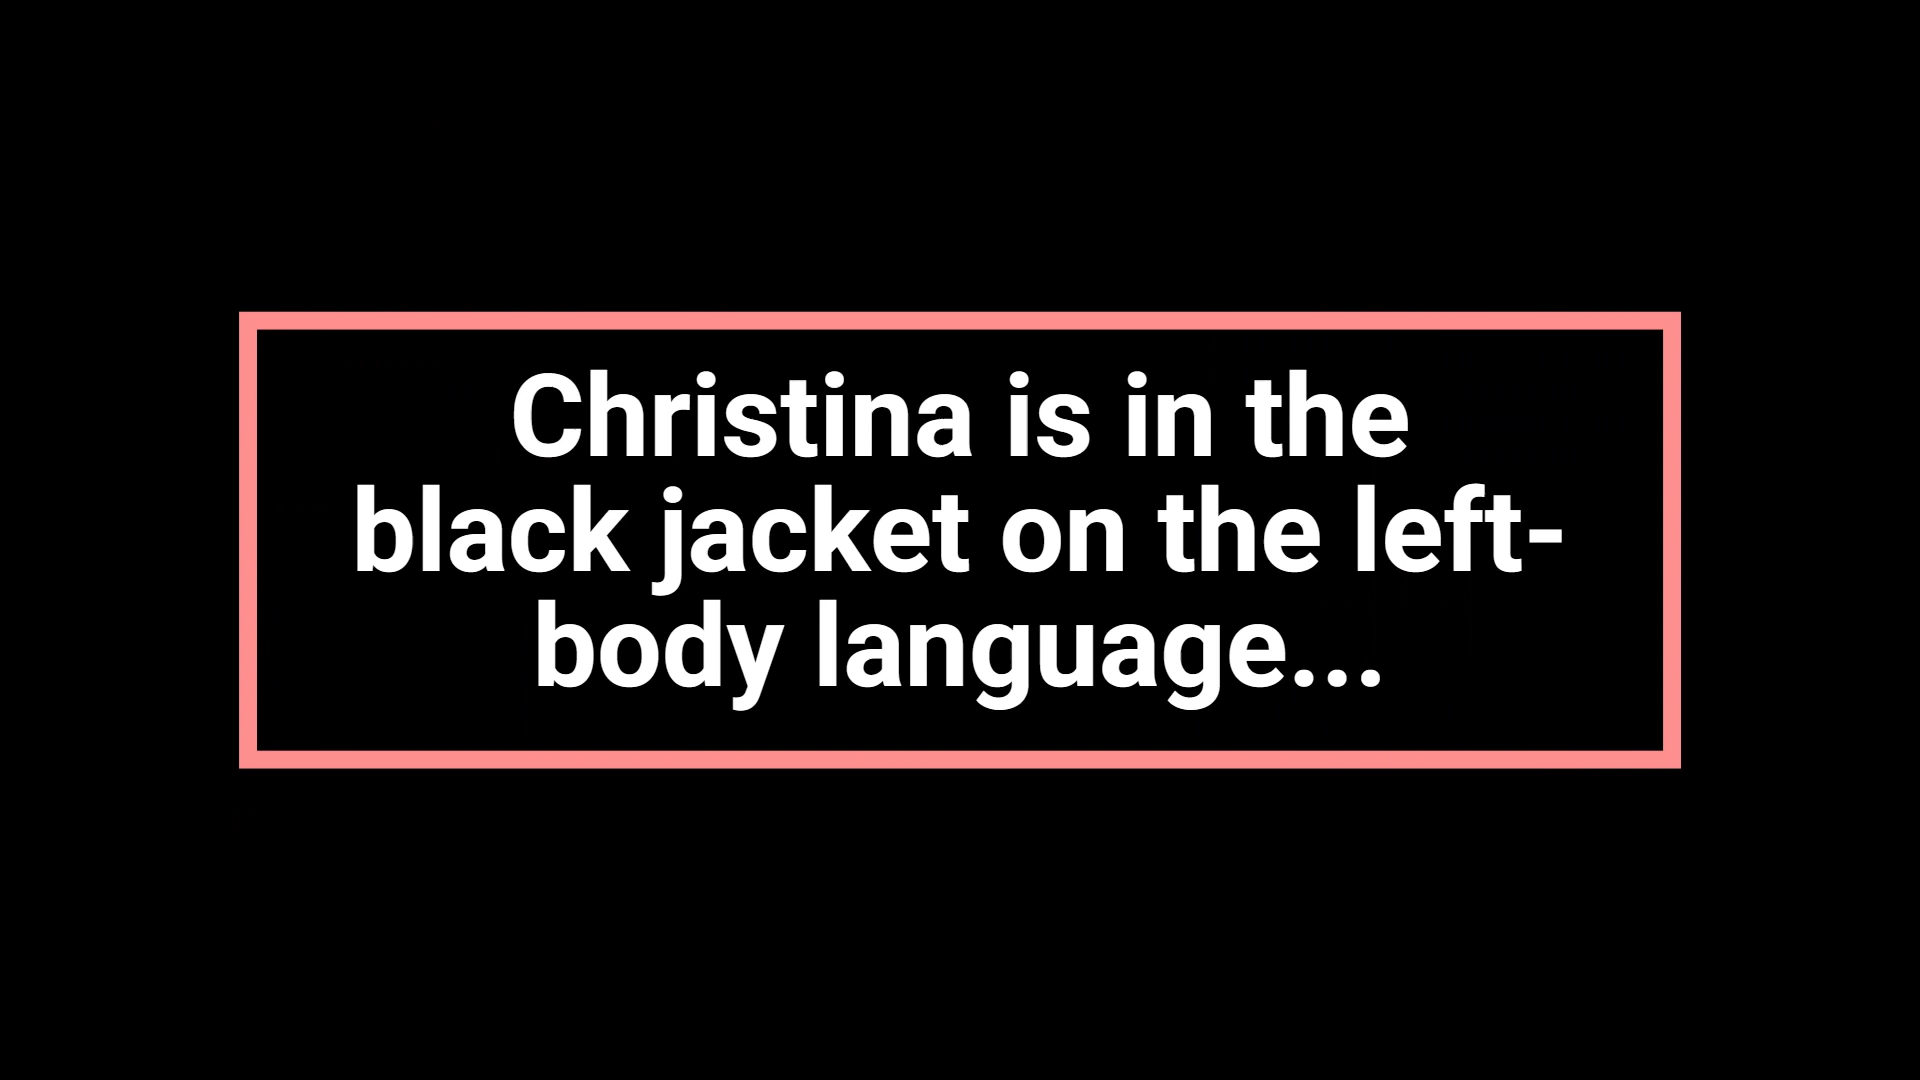 Christina is in the
black jacket on the left-
body language...